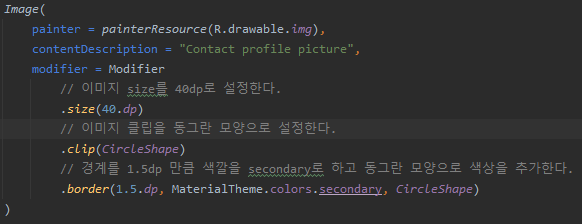 Image(
    painter = painterResource(R.drawable.img),
    contentDescription = "Contact profile picture",
    modifier = Modifier
        // 이미지 size를 40dp로 설정한다.
        .size(40.dp)
        // 이미지 클립을 동그란 모양으로 설정한다.
        .clip(CircleShape)
        // 경계를 1.5dp 만큼 색깔을 secondary로 하고 동그란 모양으로 색상을 추가한다.
        .border(1.5.dp, MaterialTheme.colors.secondary, CircleShape)
)